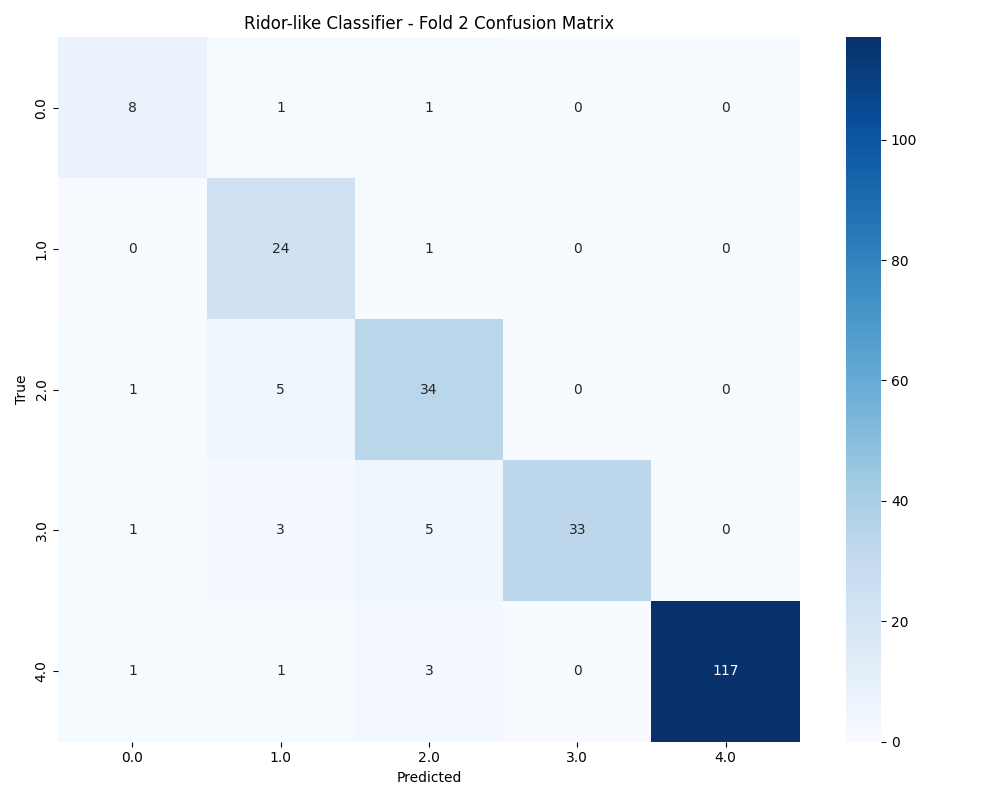 Ridor-like Classifier - Fold 2 Confusion Matrix
0.0 8 1 1 0 0
1.0 0 24 1 0 0
2.0 1 5 34 0 0
3.0 1 3 5 33 0
4.0 1 1 3 0 117
True
0.0 1.0 2.0 3.0 4.0
Predicted
100
80
60
40
20
0